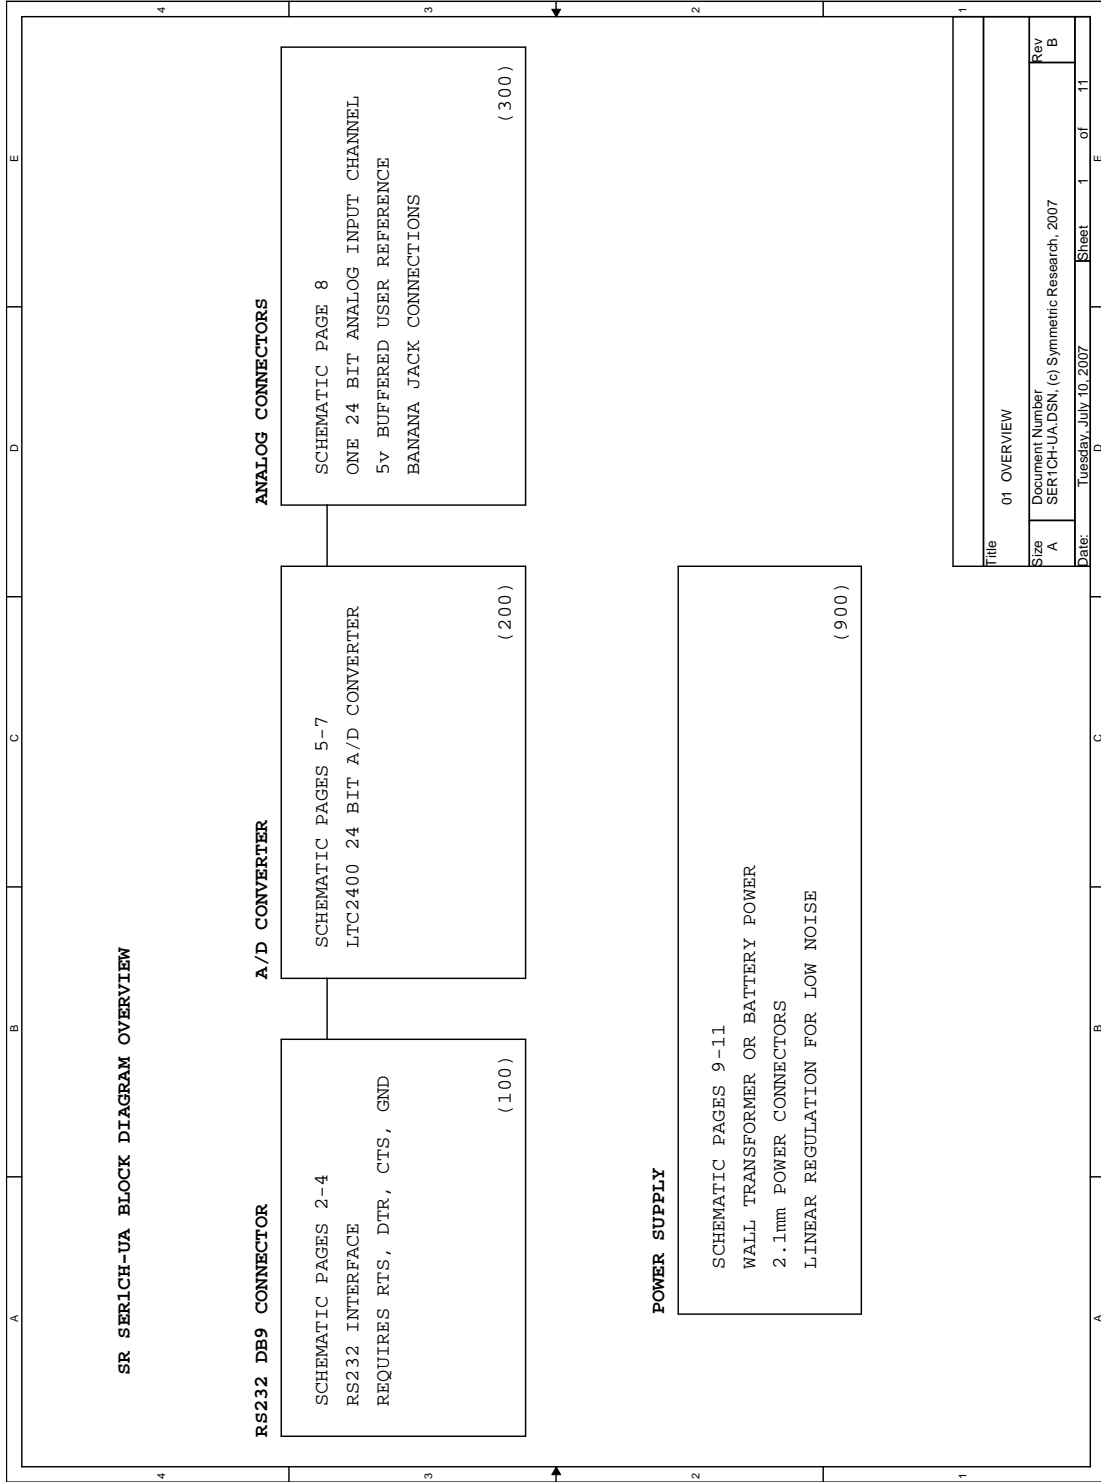 E
D
C
B
A
4
4
SR SER1CH-UA BLOCK DIAGRAM OVERVIEW
RS232 DB9 CONNECTOR
SCHEMATIC PAGES 2-4
RS232 INTERFACE
REQUIRES RTS, DTR, CTS, GND
(100)
A/D CONVERTER
SCHEMATIC PAGES 5-7
LTC2400 24 BIT A/D CONVERTER
(200)
ANALOG CONNECTORS
SCHEMATIC PAGE 8
ONE 24 BIT ANALOG INPUT CHANNEL
5v BUFFERED USER REFERENCE
BANANA JACK CONNECTIONS
(300)
3
3
POWER SUPPLY
SCHEMATIC PAGES 9-11
WALL TRANSFORMER OR BATTERY POWER
2.1mm POWER CONNECTORS
LINEAR REGULATION FOR LOW NOISE
(900)
2
2
1
1
Title
01 OVERVIEW
Size
Document Number
Rev
A
SER1CH-UA.DSN, (c) Symmetric Research, 2007
B
Date:
Tuesday, July 10, 2007
Sheet
1
of
11
A
B
C
D
E